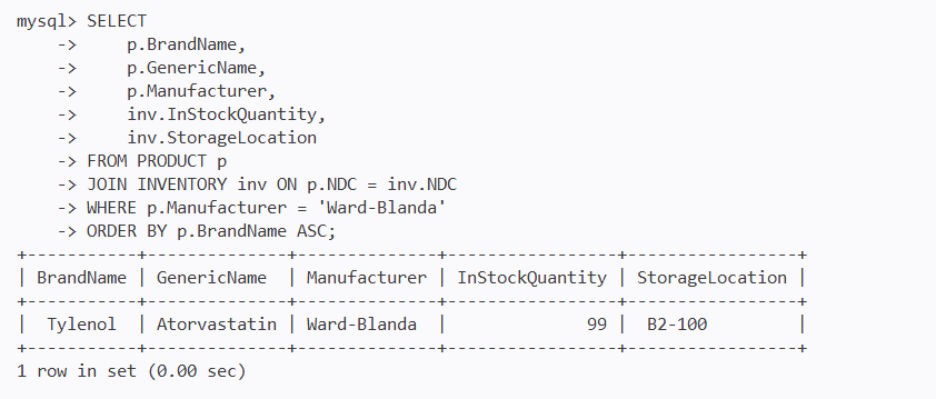 mysql> SELECT
    ->     p.BrandName,
    ->     p.GenericName,
    ->     p.Manufacturer,
    ->     inv.InStockQuantity,
    ->     inv.StorageLocation
    -> FROM PRODUCT p
    -> JOIN INVENTORY inv ON p.NDC = inv.NDC
    -> WHERE p.Manufacturer = 'Ward-Blanda'
    -> ORDER BY p.BrandName ASC;
+-----------+--------------+--------------+-----------------+-----------------+
| BrandName | GenericName  | Manufacturer | InStockQuantity | StorageLocation |
+-----------+--------------+--------------+-----------------+-----------------+
|  Tylenol  | Atorvastatin | Ward-Blanda  |              99 |  B2-100         |
+-----------+--------------+--------------+-----------------+-----------------+
1 row in set (0.00 sec)